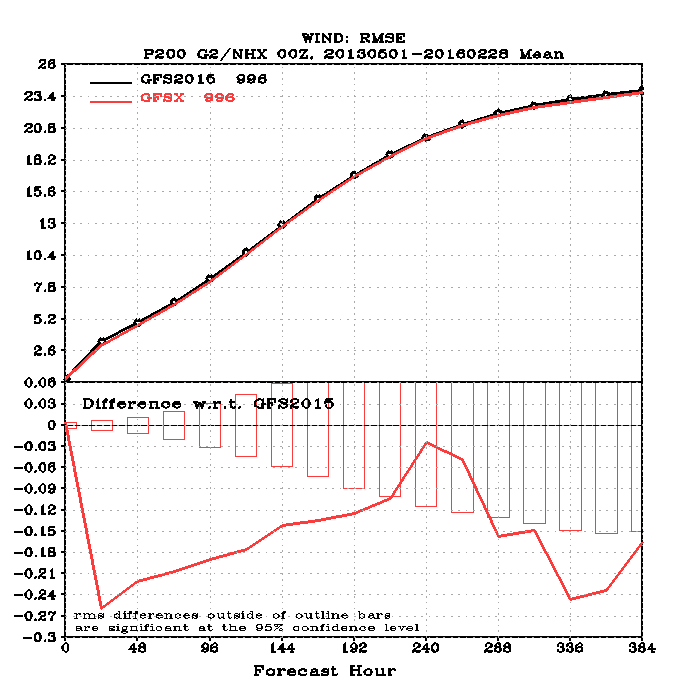 WIND: RMSE
P200 G2/NHX 00Z, 20130601-20160228 Mean
26
GFS2015 996
GFSX 996
23.4
20.8
18.2
15.6
13
10.4
7.8
5.2
2.6
0.06
Difference w.r.t. GFS2015
0.03
0
-0.03
-0.06
-0.09
-0.12
-0.15
-0.18
-0.21
-0.24
-0.27
-0.3
rms differences outside of outline bars
are significant at the 95% confidence level
0 48 96 144 192 240 288 336 384
Forecast Hour